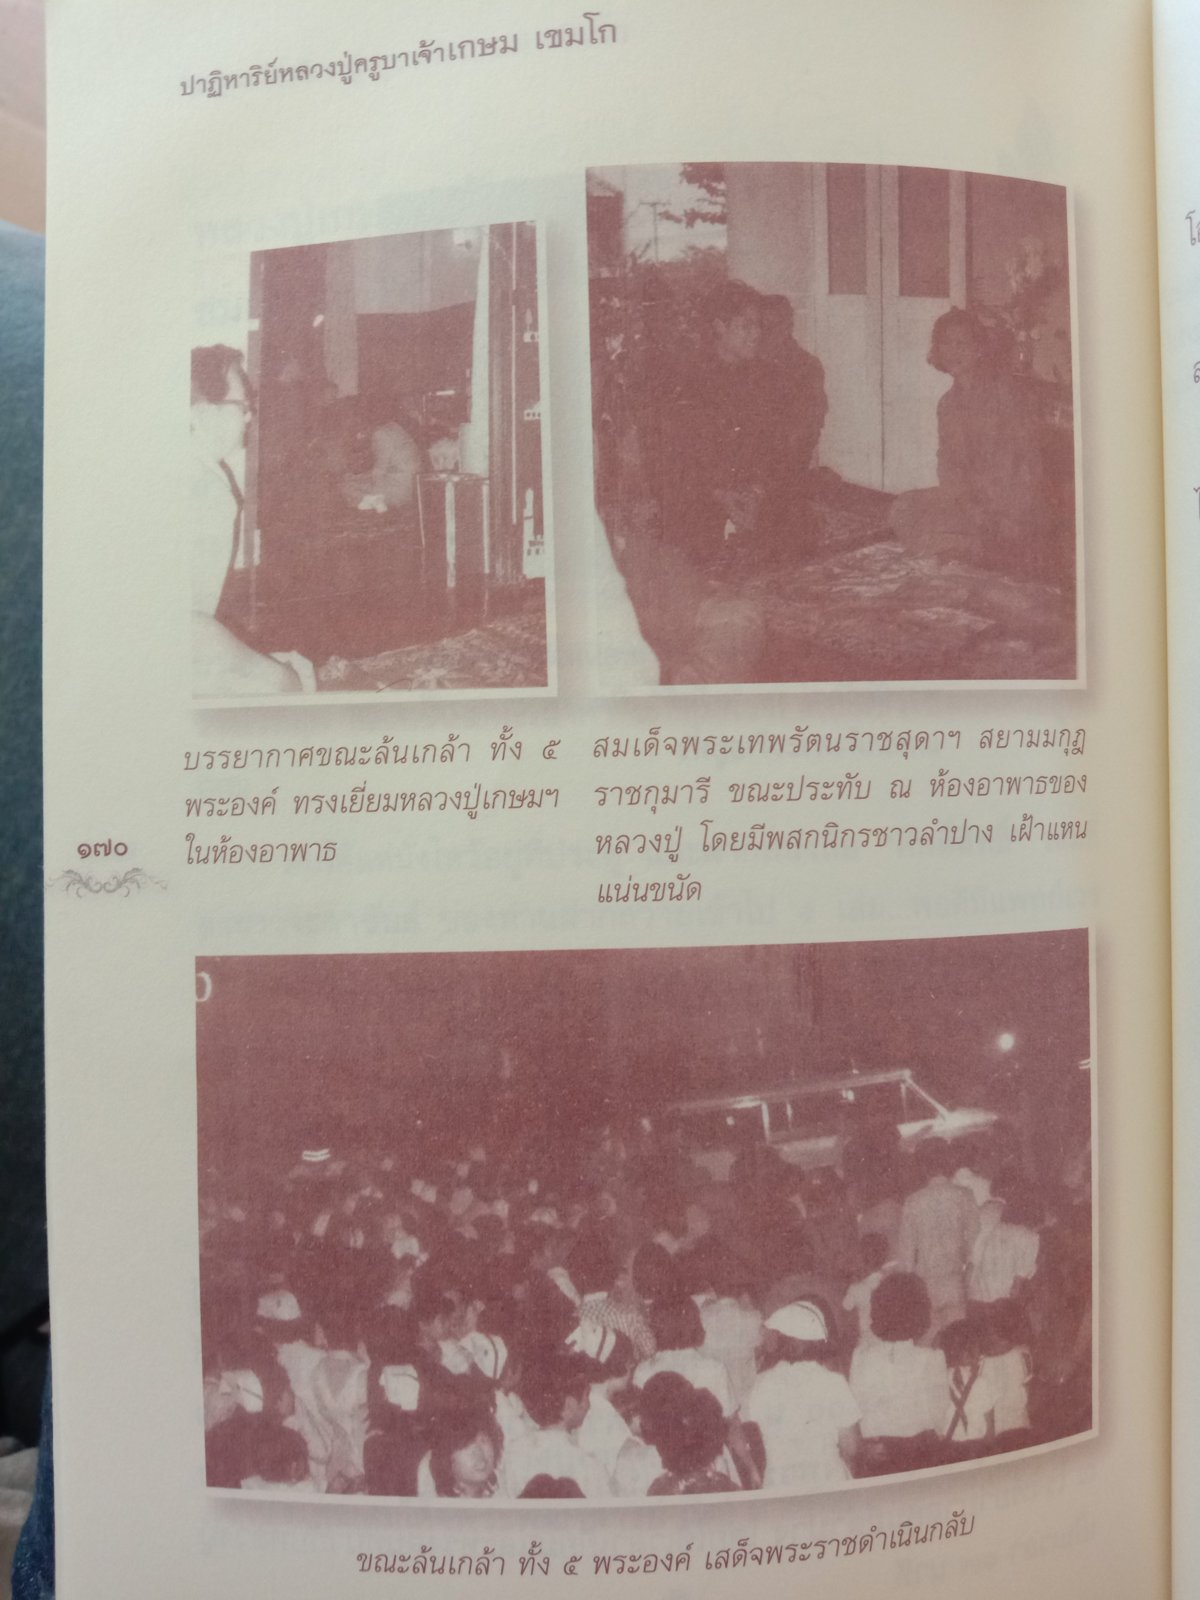 ปาฏิหาริย์หลวงปู่ครูบาเจ้าเกษม เขมโก
บรรยากาศขณะล้นเกล้า ทั้ง ๕
พระองค์ ทรงเยี่ยมหลวงปู่เกษมฯ
ในห้องอาพาธ
สมเด็จพระเทพรัตนราชสุดาฯ สยามมกุฎ
ราชกุมารี ขณะประทับ ณ ห้องอาพาธของ
หลวงปู่ โดยมีพสกนิกรชาวลำปาง เฝ้าแหน
แน่นขนัด
๑๗๐
ขณะล้นเกล้า ทั้ง ๕ พระองค์ เสด็จพระราชดำเนินกลับ